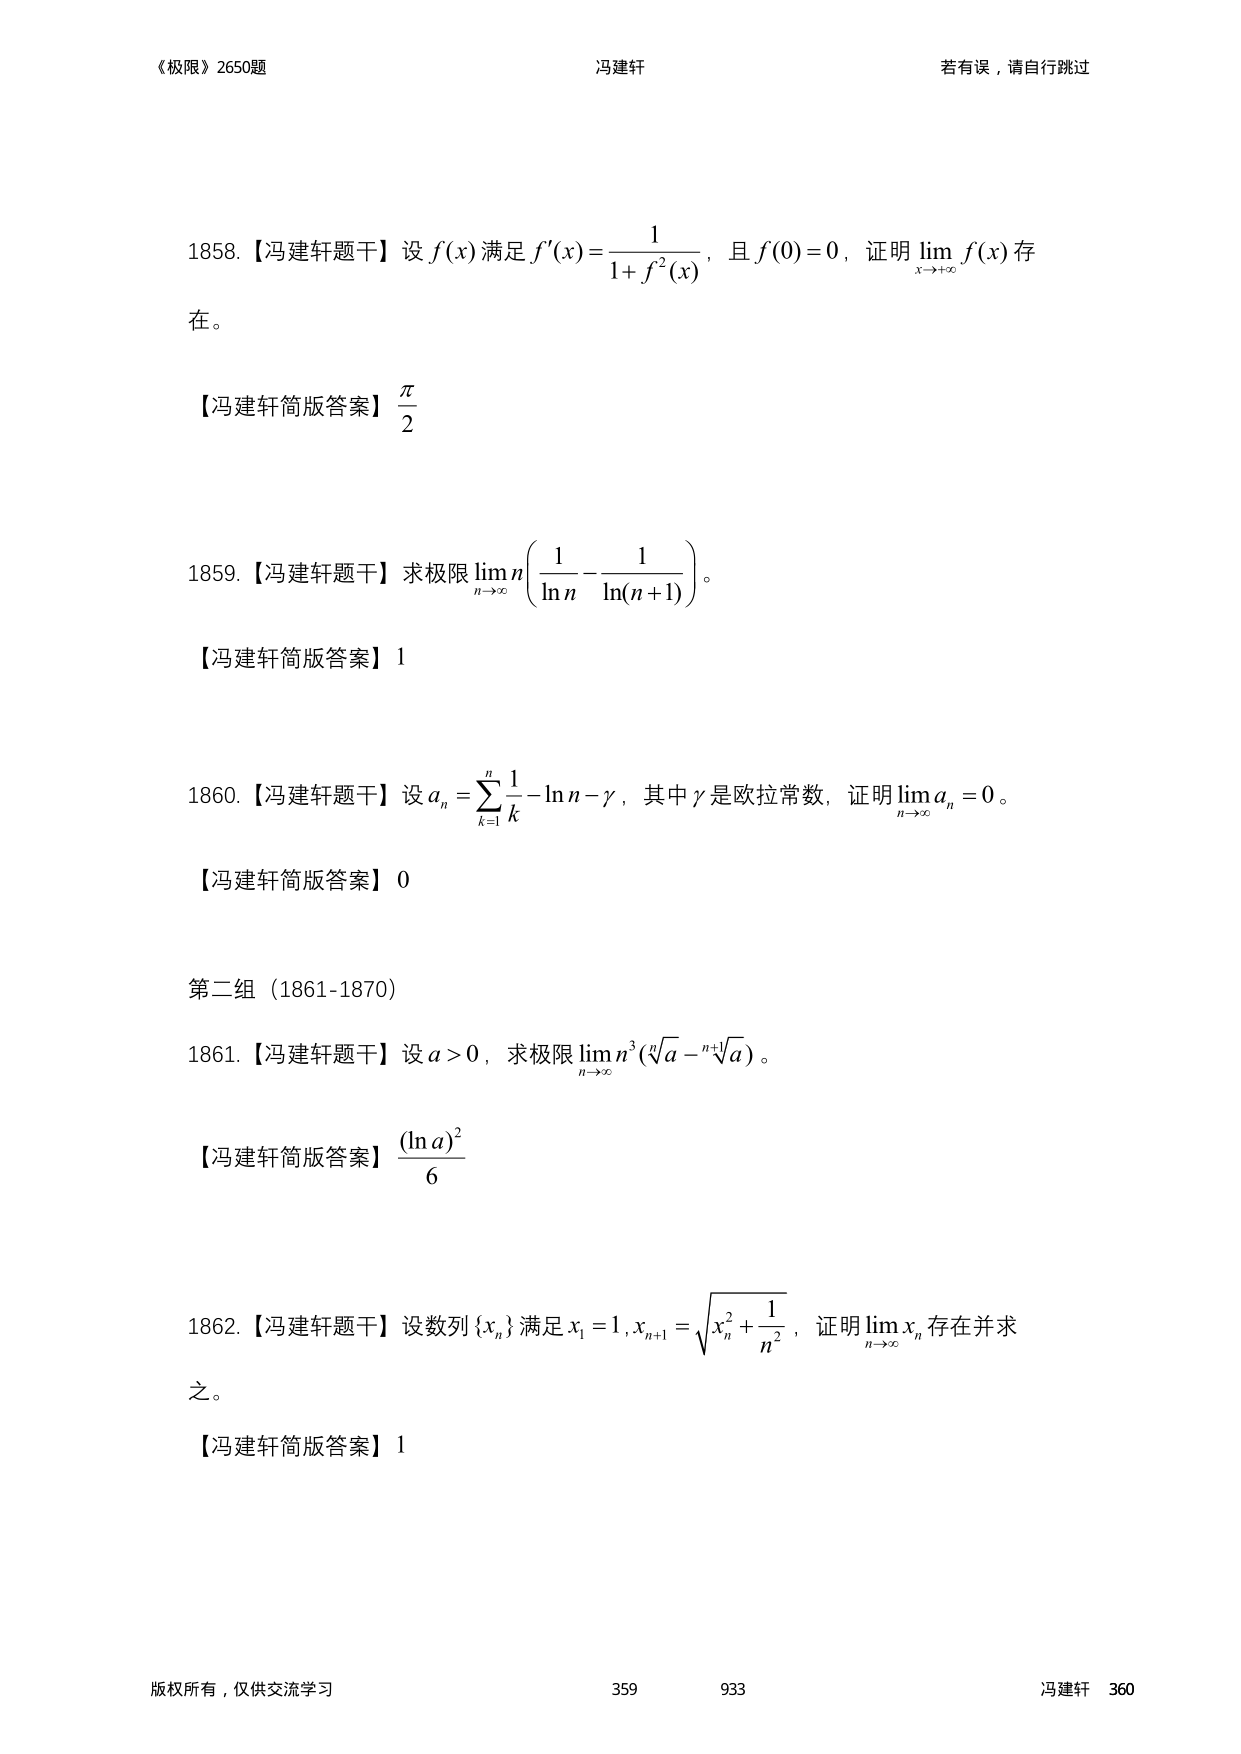 《极限》2650题 冯建轩 若有误，请自行跳过
1858.【冯建轩题干】设 f(x) 满足 f′(x) = 1/(1+f²(x))，且 f(0) = 0，证明 lim_{x→+∞} f(x) 存
在。
【冯建轩简版答案】π/2
1859.【冯建轩题干】求极限 lim_{n→∞} n(1/ln n − 1/ln(n+1))。
【冯建轩简版答案】1
1860.【冯建轩题干】设 a_n = ∑_{k=1}^{n} 1/k − ln n − γ，其中 γ 是欧拉常数，证明 lim_{n→∞} a_n = 0。
【冯建轩简版答案】0
第二组（1861-1870）
1861.【冯建轩题干】设 a > 0，求极限 lim_{n→∞} n³(ⁿ√a − ⁿ⁺¹√a)。
【冯建轩简版答案】(ln a)²/6
1862.【冯建轩题干】设数列{x_n}满足 x₁ = 1, x_{n+1} = √(x_n² + 1/n²)，证明 lim_{n→∞} x_n 存在并求
之。
【冯建轩简版答案】1
版权所有，仅供交流学习 359 933 冯建轩 360